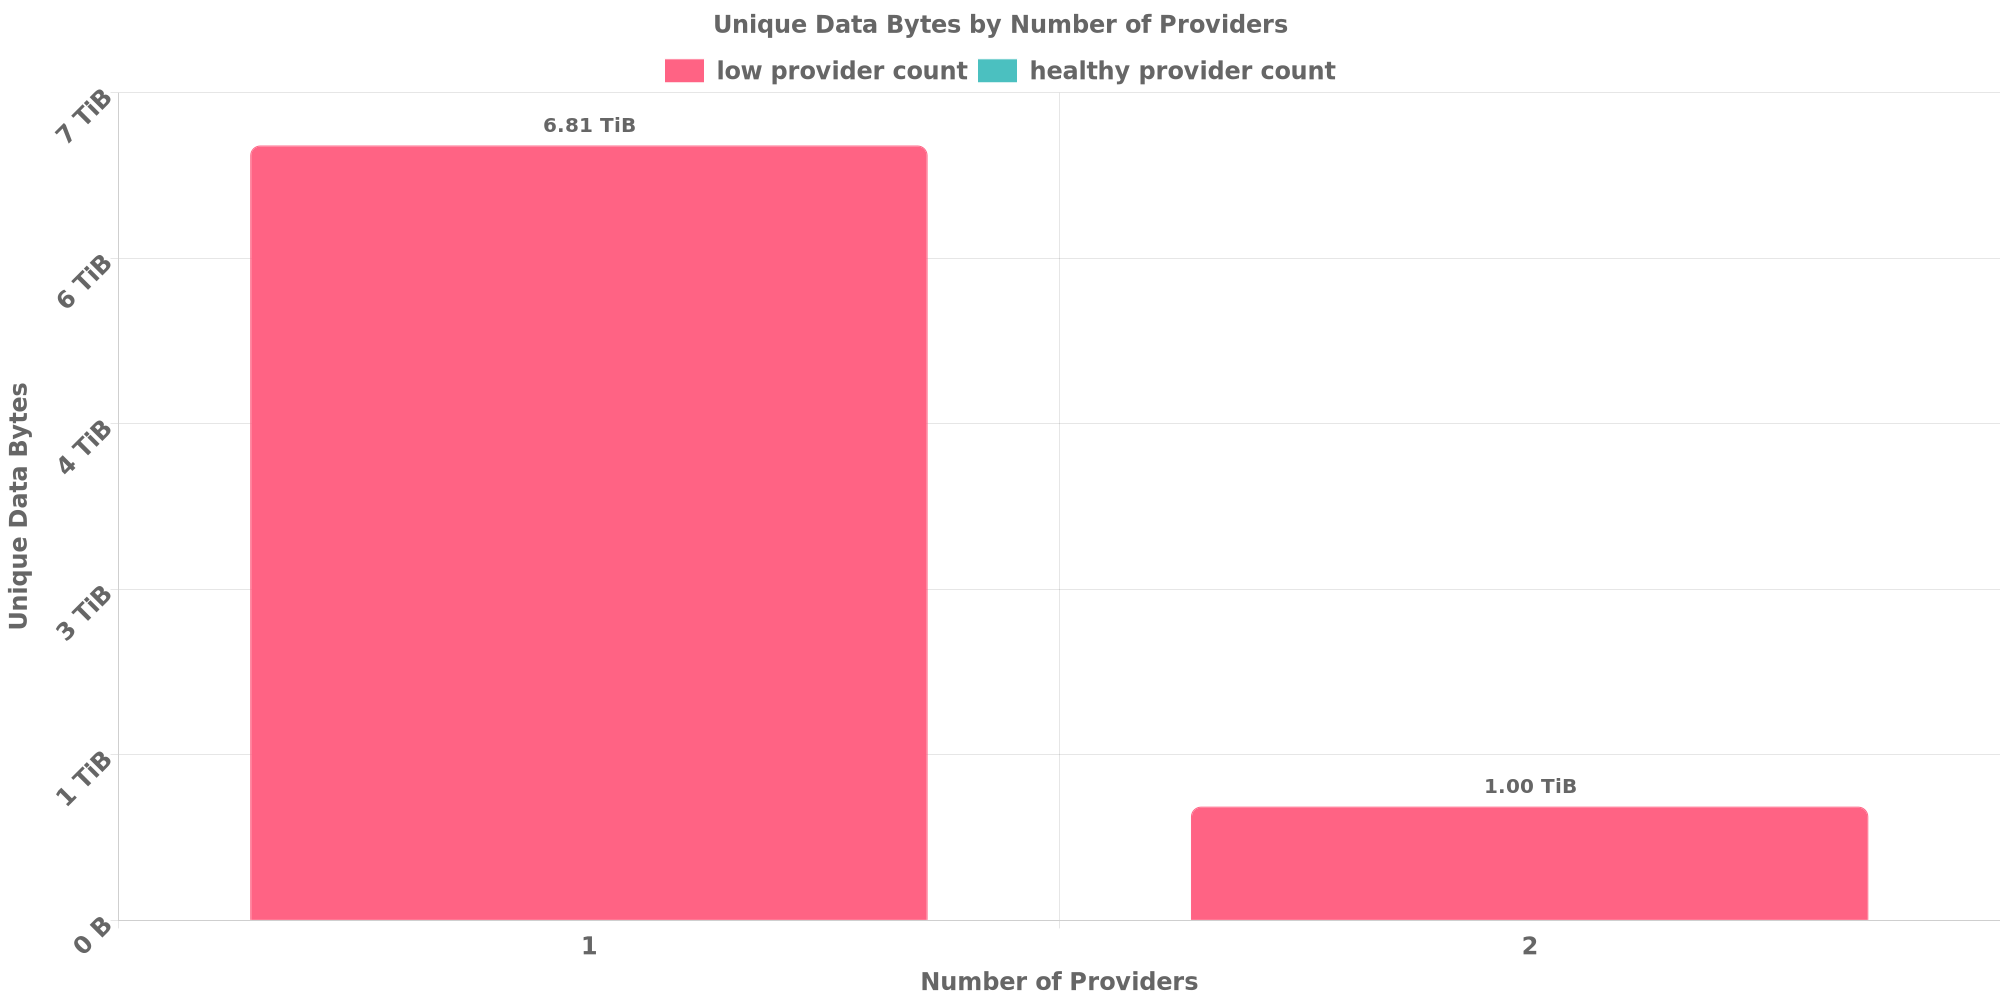 Unique Data Bytes by Number of Providers
low provider count
healthy provider count
7 TiB
6 TiB
4 TiB
3 TiB
1 TiB
0 B
Unique Data Bytes
6.81 TiB
1.00 TiB
1
2
Number of Providers